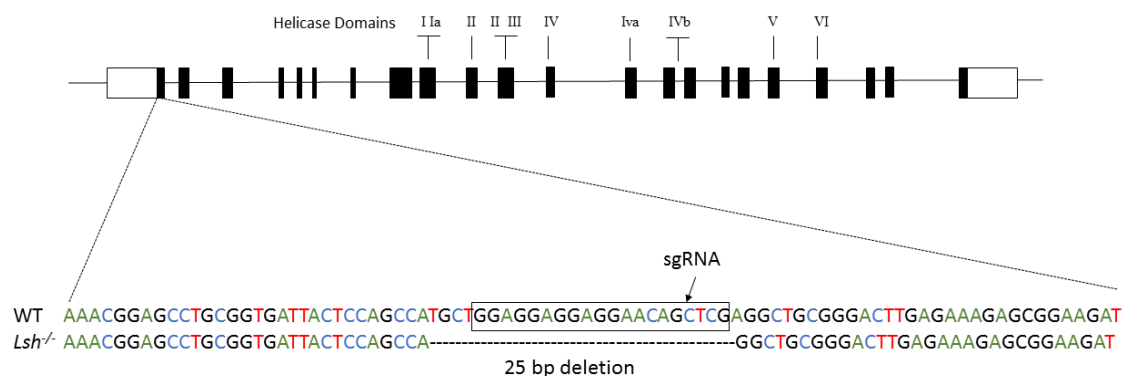 Helicase Domains I Ia II II III IV Iva IVb V VI
sgRNA
WT AAACGGAGCCTGCGGTGATTACTCCAGCCATGCTGGAGGAGGAGGAACAGCTCGAGGCTGCGGGACTTGAGAAAGAGCGGAAGAT
Lsh-/- AAACGGAGCCTGCGGTGATTACTCCAGCCA--------------------------------------------------GGCTGCGGGACTTGAGAAAGAGCGGAAGAT
25 bp deletion